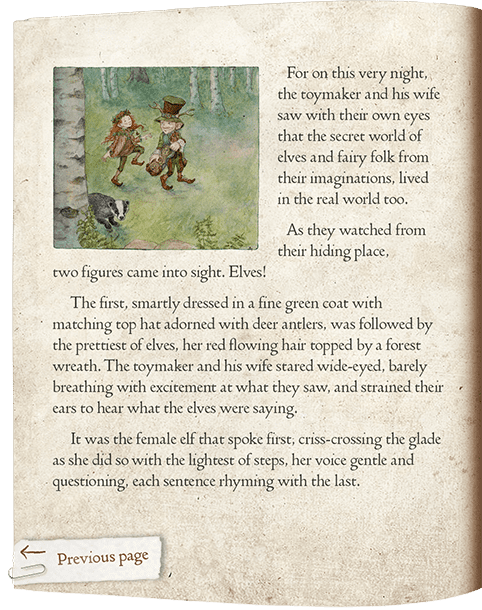 For on this very night,
the toymaker and his wife
saw with their own eyes
that the secret world of
elves and fairy folk from
their imaginations, lived
in the real world too.
As they watched from
their hiding place,
two figures came into sight. Elves!
The first, smartly dressed in a fine green coat with
matching top hat adorned with deer antlers, was followed by
the prettiest of elves, her red flowing hair topped by a forest
wreath. The toymaker and his wife stared wide-eyed, barely
breathing with excitement at what they saw, and strained their
ears to hear what the elves were saying.
It was the female elf that spoke first, criss-crossing the glade
as she did so with the lightest of steps, her voice gentle and
questioning, each sentence rhyming with the last.
Previous page